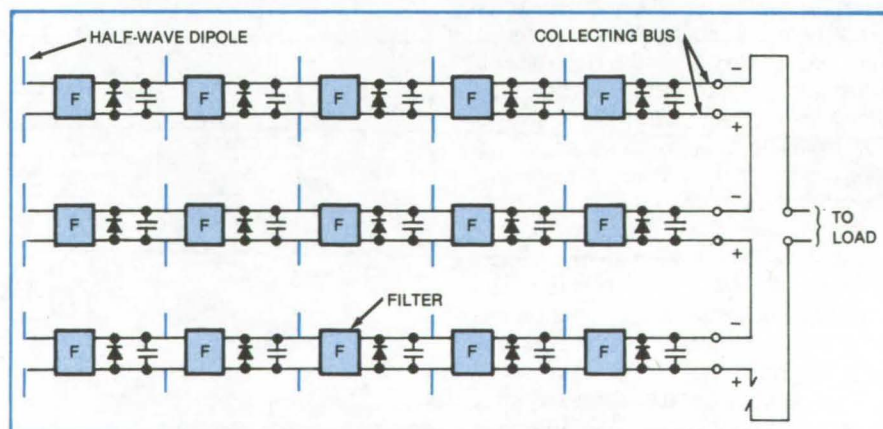 HALF-WAVE DIPOLE
COLLECTING BUS
F F F F F
−
+
F F F F F
−
+
TO
LOAD
FILTER
F F F F F
−
+